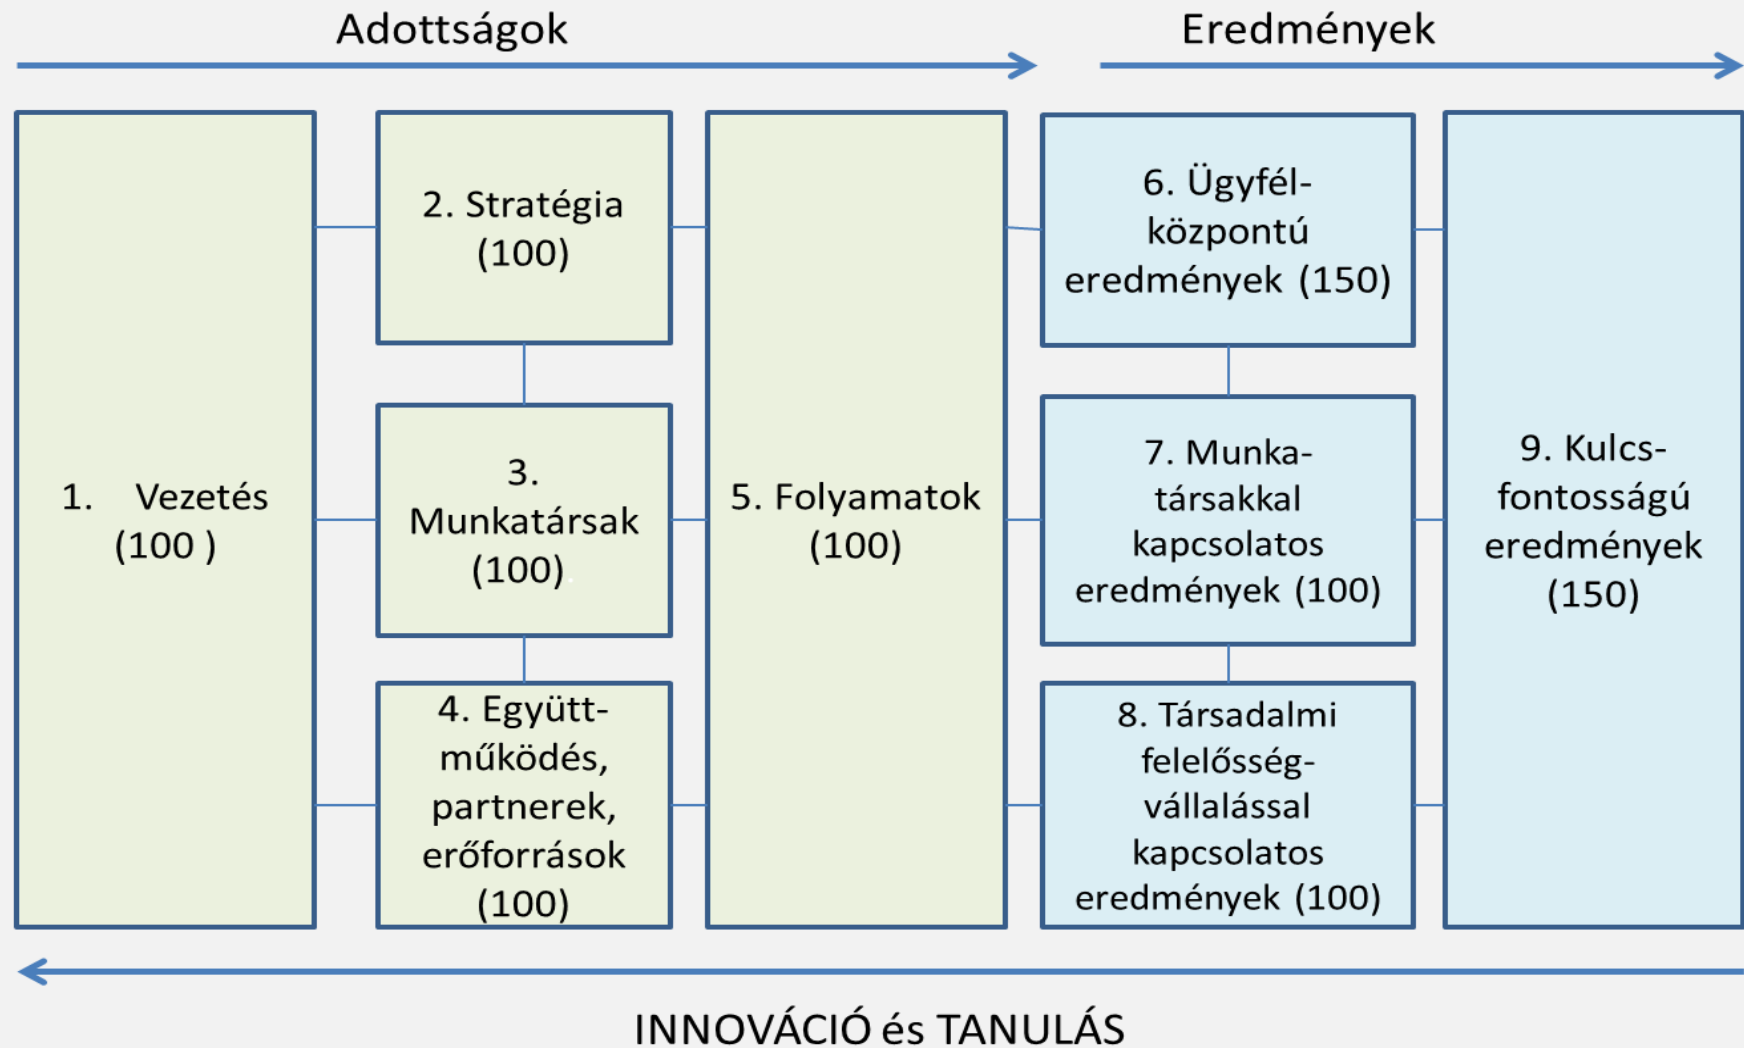 Adottságok
Eredmények
1. Vezetés
(100 )
2. Stratégia
(100)
3.
Munkatársak
(100).
4. Együtt-
működés,
partnerek,
erőforrások
(100)
5. Folyamatok
(100)
6. Ügyfél-
központú
eredmények (150)
7. Munka-
társakkal
kapcsolatos
eredmények (100)
8. Társadalmi
felelősség-
vállalással
kapcsolatos
eredmények (100)
9. Kulcs-
fontosságú
eredmények
(150)
INNOVÁCIÓ és TANULÁS